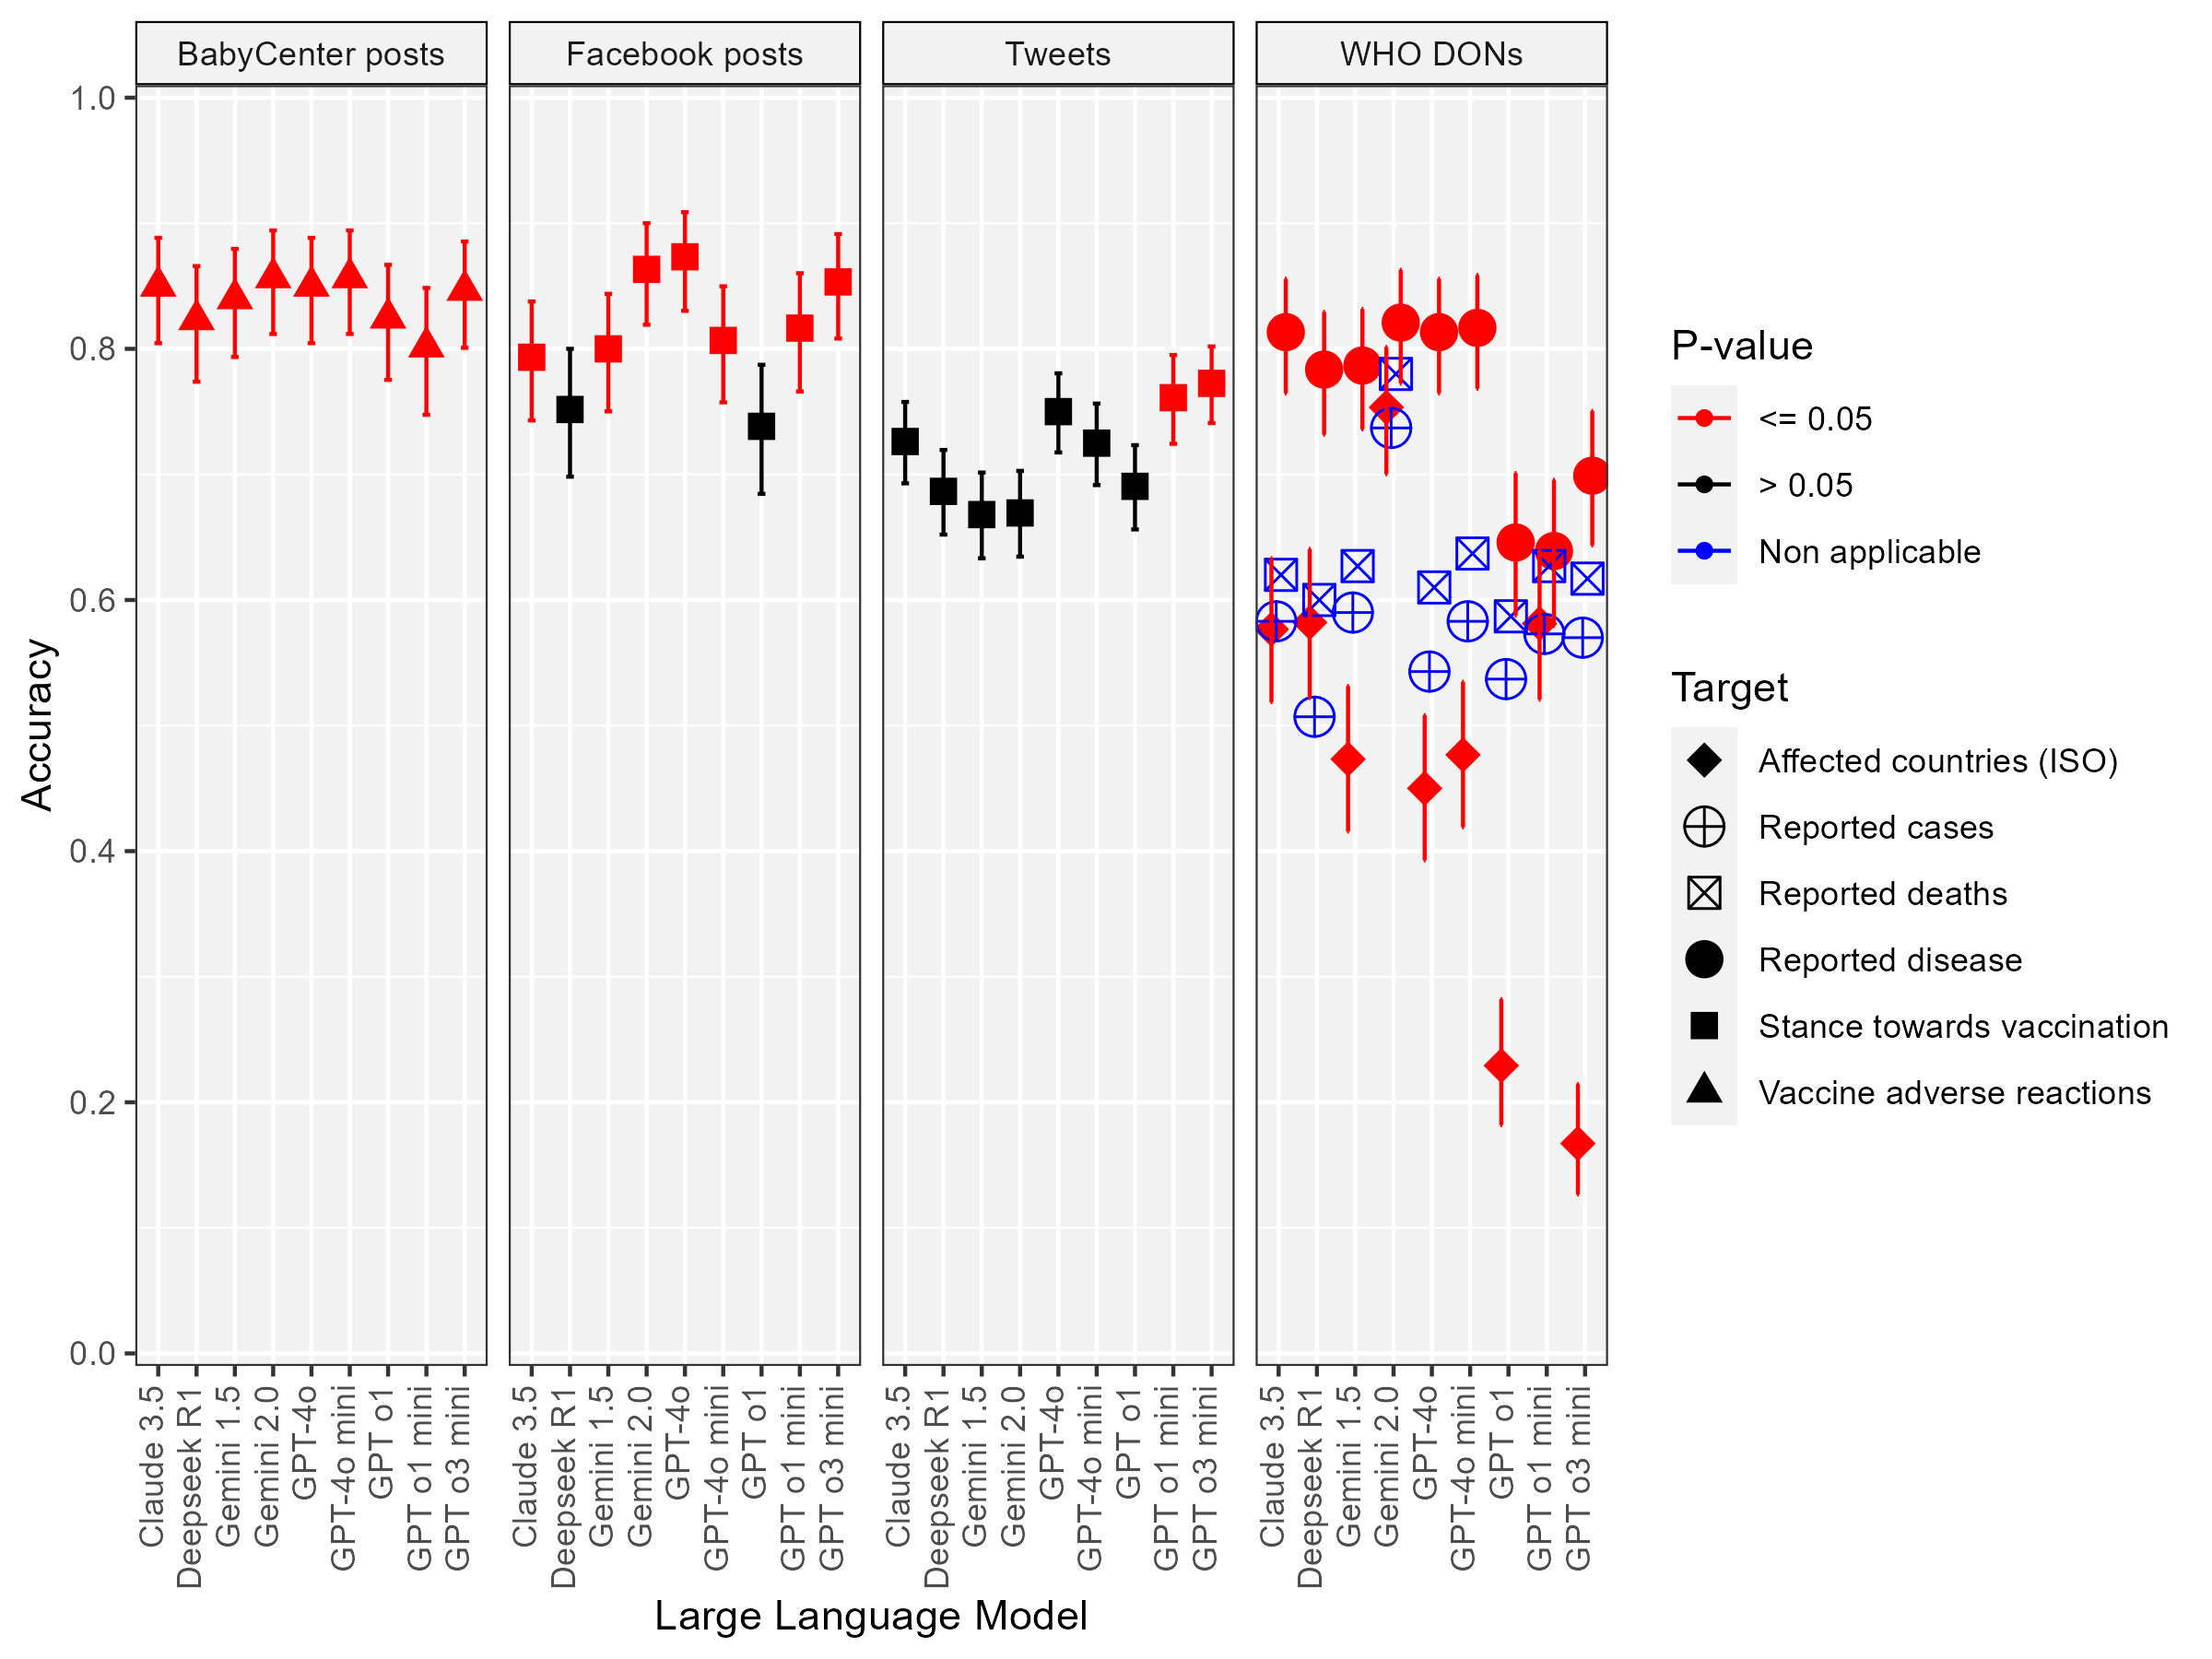 BabyCenter posts
Facebook posts
Tweets
WHO DONs
1.0
0.8
0.6
0.4
0.2
0.0
Accuracy
Claude 3.5
Deepseek R1
Gemini 1.5
Gemini 2.0
GPT-4o
GPT-4o mini
GPT o1
GPT o1 mini
GPT o3 mini
Claude 3.5
Deepseek R1
Gemini 1.5
Gemini 2.0
GPT-4o
GPT-4o mini
GPT o1
GPT o1 mini
GPT o3 mini
Claude 3.5
Deepseek R1
Gemini 1.5
Gemini 2.0
GPT-4o
GPT-4o mini
GPT o1
GPT o1 mini
GPT o3 mini
Claude 3.5
Deepseek R1
Gemini 1.5
Gemini 2.0
GPT-4o
GPT-4o mini
GPT o1
GPT o1 mini
GPT o3 mini
Large Language Model
P-value
<= 0.05
> 0.05
Non applicable
Target
Affected countries (ISO)
Reported cases
Reported deaths
Reported disease
Stance towards vaccination
Vaccine adverse reactions